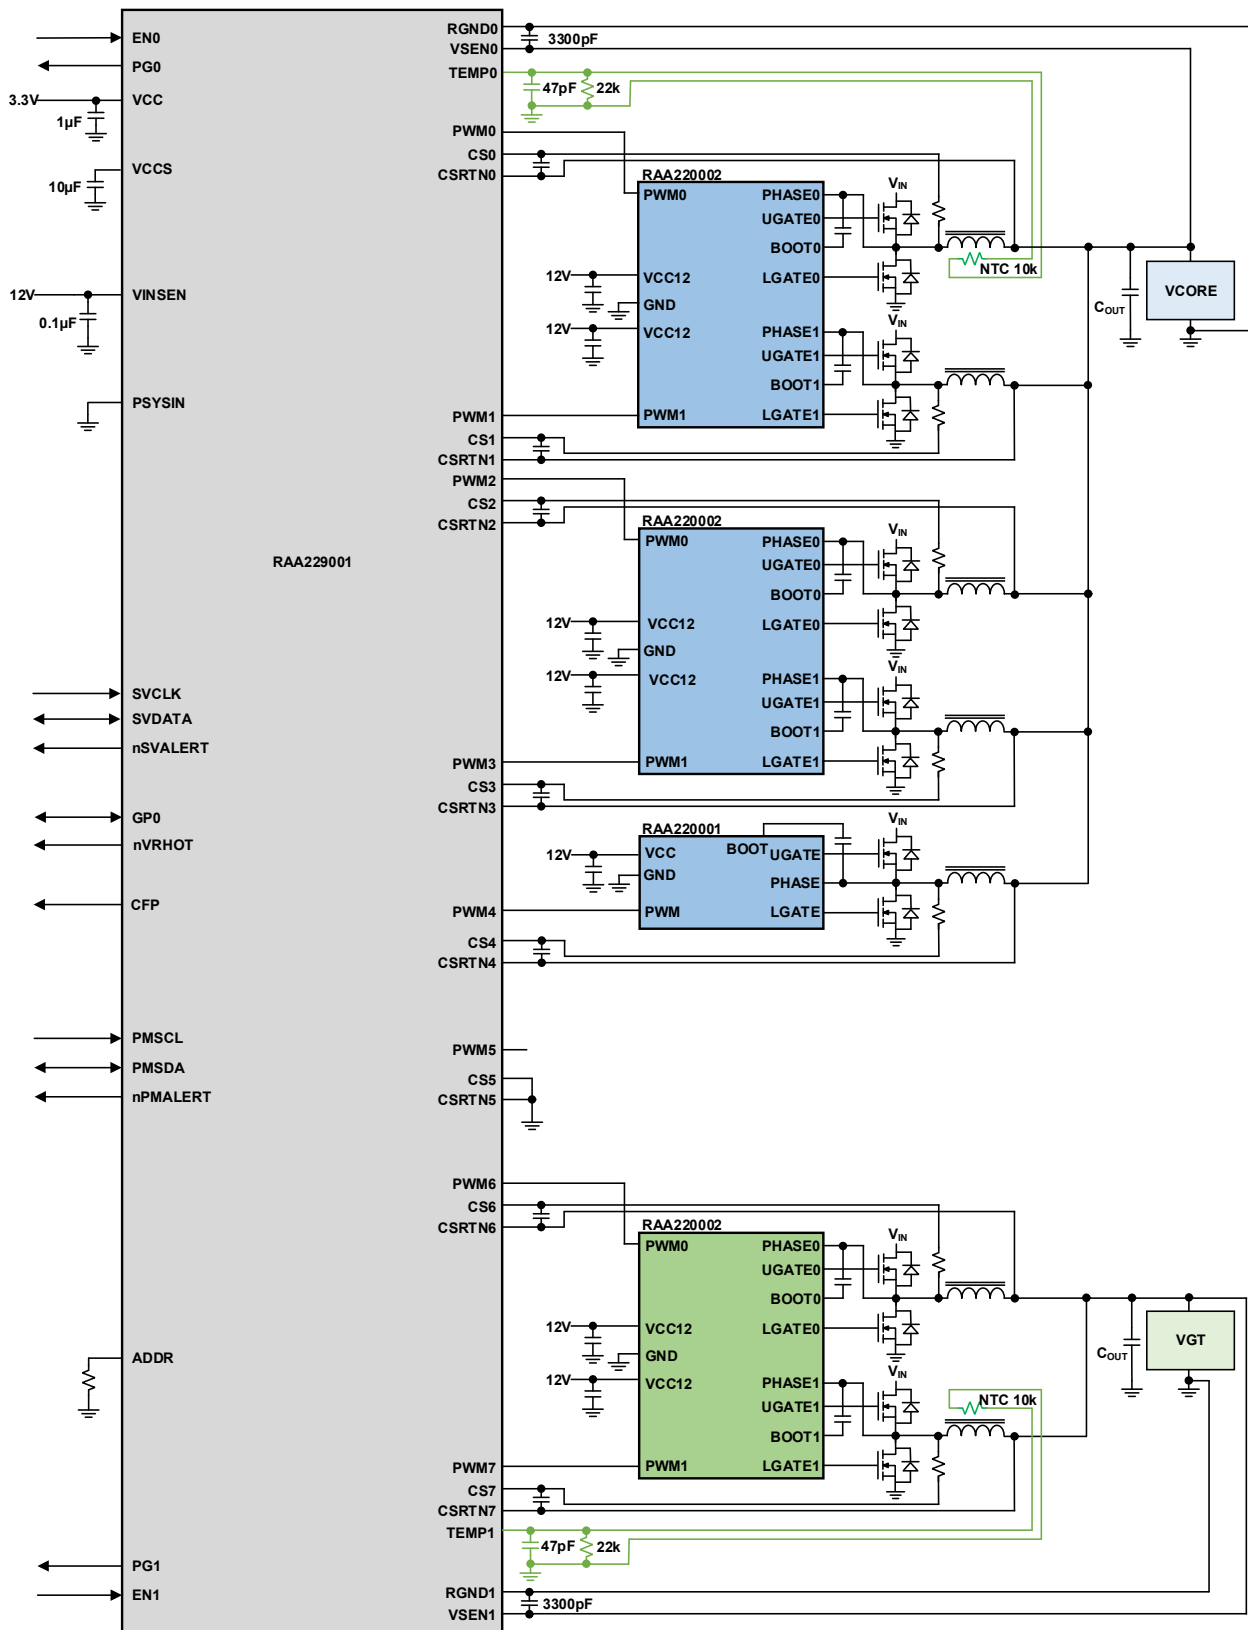 EN0
PG0
3.3V
VCC
1µF
VCCS
10µF
12V
VINSEN
0.1µF
PSYSIN
RAA229001
SVCLK
SVDATA
nSVALERT
GP0
nVRHOT
CFP
PMSCL
PMSDA
nPMALERT
ADDR
PG1
EN1
RGND0
3300pF
VSEN0
TEMP0
47pF
22k
PWM0
CS0
CSRTN0
RAA220002
PWM0
PHASE0
VIN
UGATE0
BOOT0
NTC 10k
12V
VCC12
LGATE0
GND
12V
VCC12
PHASE1
VIN
UGATE1
BOOT1
PWM1
PWM1
LGATE1
COUT
VCORE
CS1
CSRTN1
PWM2
CS2
CSRTN2
RAA220002
PWM0
PHASE0
VIN
UGATE0
BOOT0
12V
VCC12
LGATE0
GND
12V
VCC12
PHASE1
VIN
UGATE1
BOOT1
PWM3
PWM1
LGATE1
CS3
CSRTN3
RAA220001
BOOT
VIN
12V
VCC
UGATE
GND
PHASE
PWM4
PWM
LGATE
CS4
CSRTN4
PWM5
CS5
CSRTN5
PWM6
CS6
CSRTN6
RAA220002
PWM0
PHASE0
VIN
UGATE0
BOOT0
12V
VCC12
LGATE0
GND
12V
VCC12
PHASE1
VIN
UGATE1
NTC 10k
BOOT1
PWM7
PWM1
LGATE1
COUT
VGT
CS7
CSRTN7
TEMP1
47pF
22k
RGND1
3300pF
VSEN1